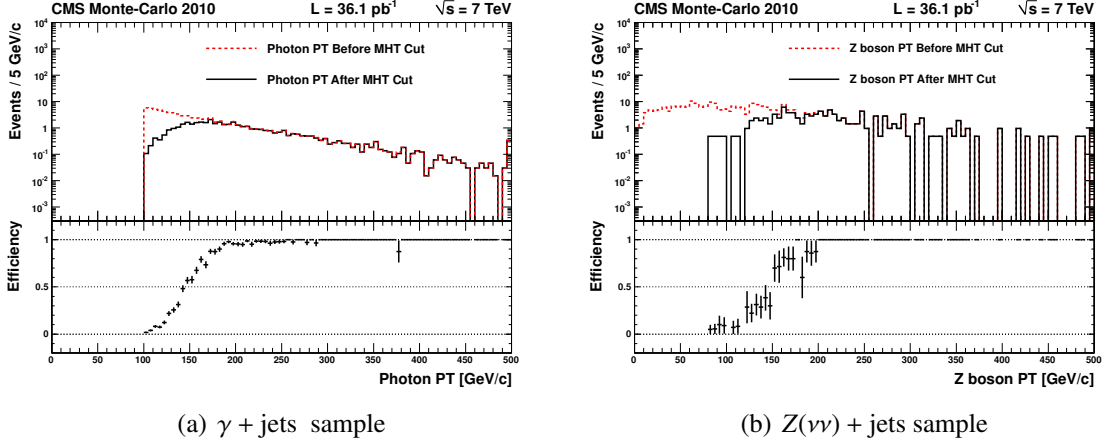 CMS Monte-Carlo 2010 L = 36.1 pb⁻¹ √s = 7 TeV
Events / 5 GeV/c
10⁴
10³
10²
10
1
10⁻¹
10⁻²
10⁻³
Photon PT Before MHT Cut
Photon PT After MHT Cut
Efficiency
1
0.5
0
0 50 100 150 200 250 300 350 400 450 500
Photon PT [GeV/c]
(a) γ + jets sample
CMS Monte-Carlo 2010 L = 36.1 pb⁻¹ √s = 7 TeV
Events / 5 GeV/c
10⁴
10³
10²
10
1
10⁻¹
10⁻²
10⁻³
Z boson PT Before MHT Cut
Z boson PT After MHT Cut
Efficiency
1
0.5
0
0 50 100 150 200 250 300 350 400 450 500
Z boson PT [GeV/c]
(b) Z(νν) + jets sample